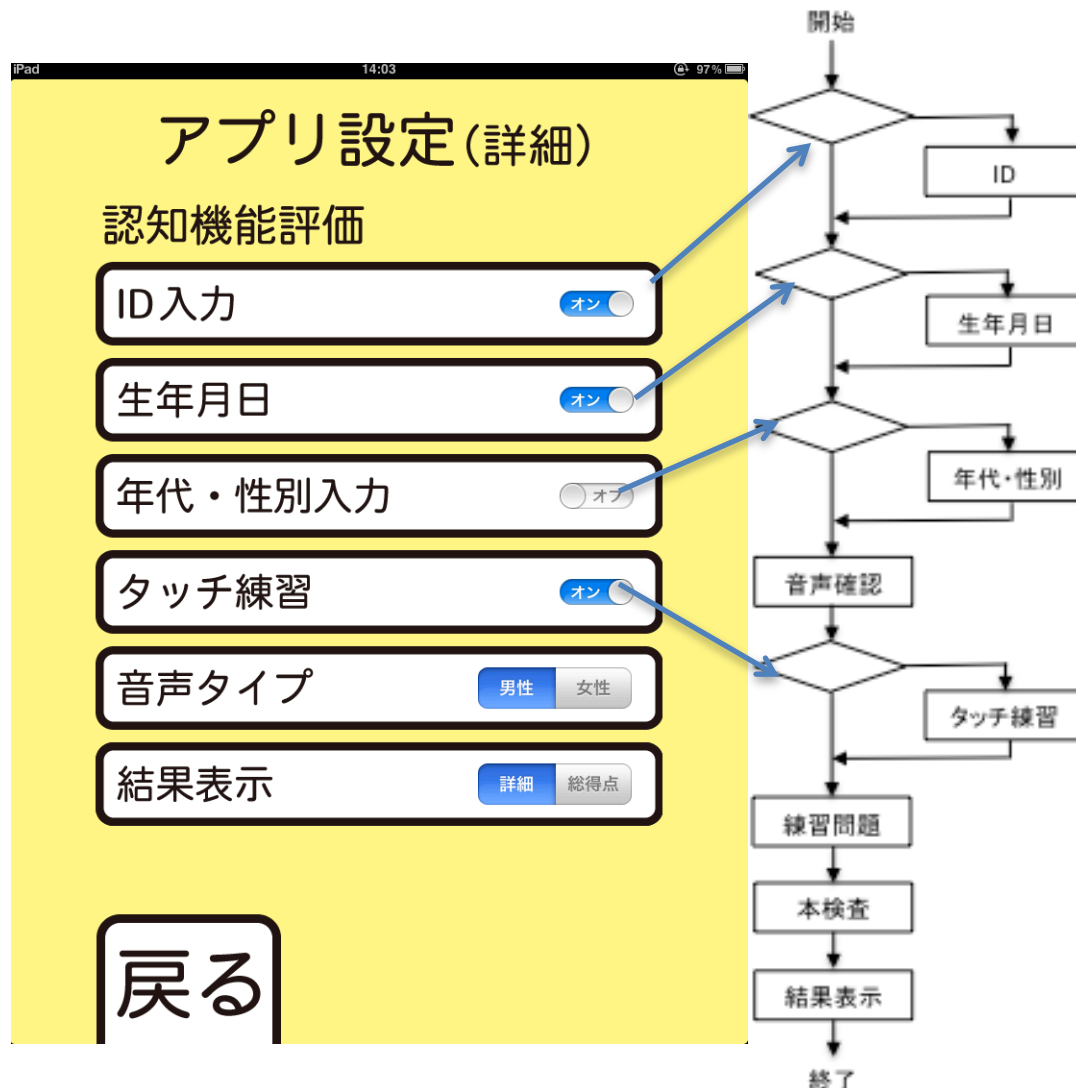 iPad 14:03 97%
アプリ設定(詳細)
認知機能評価
ID入力 オン
生年月日 オン
年代・性別入力 オフ
タッチ練習 オン
音声タイプ 男性 女性
結果表示 詳細 総得点
戻る
開始
ID
生年月日
年代・性別
音声確認
タッチ練習
練習問題
本検査
結果表示
終了